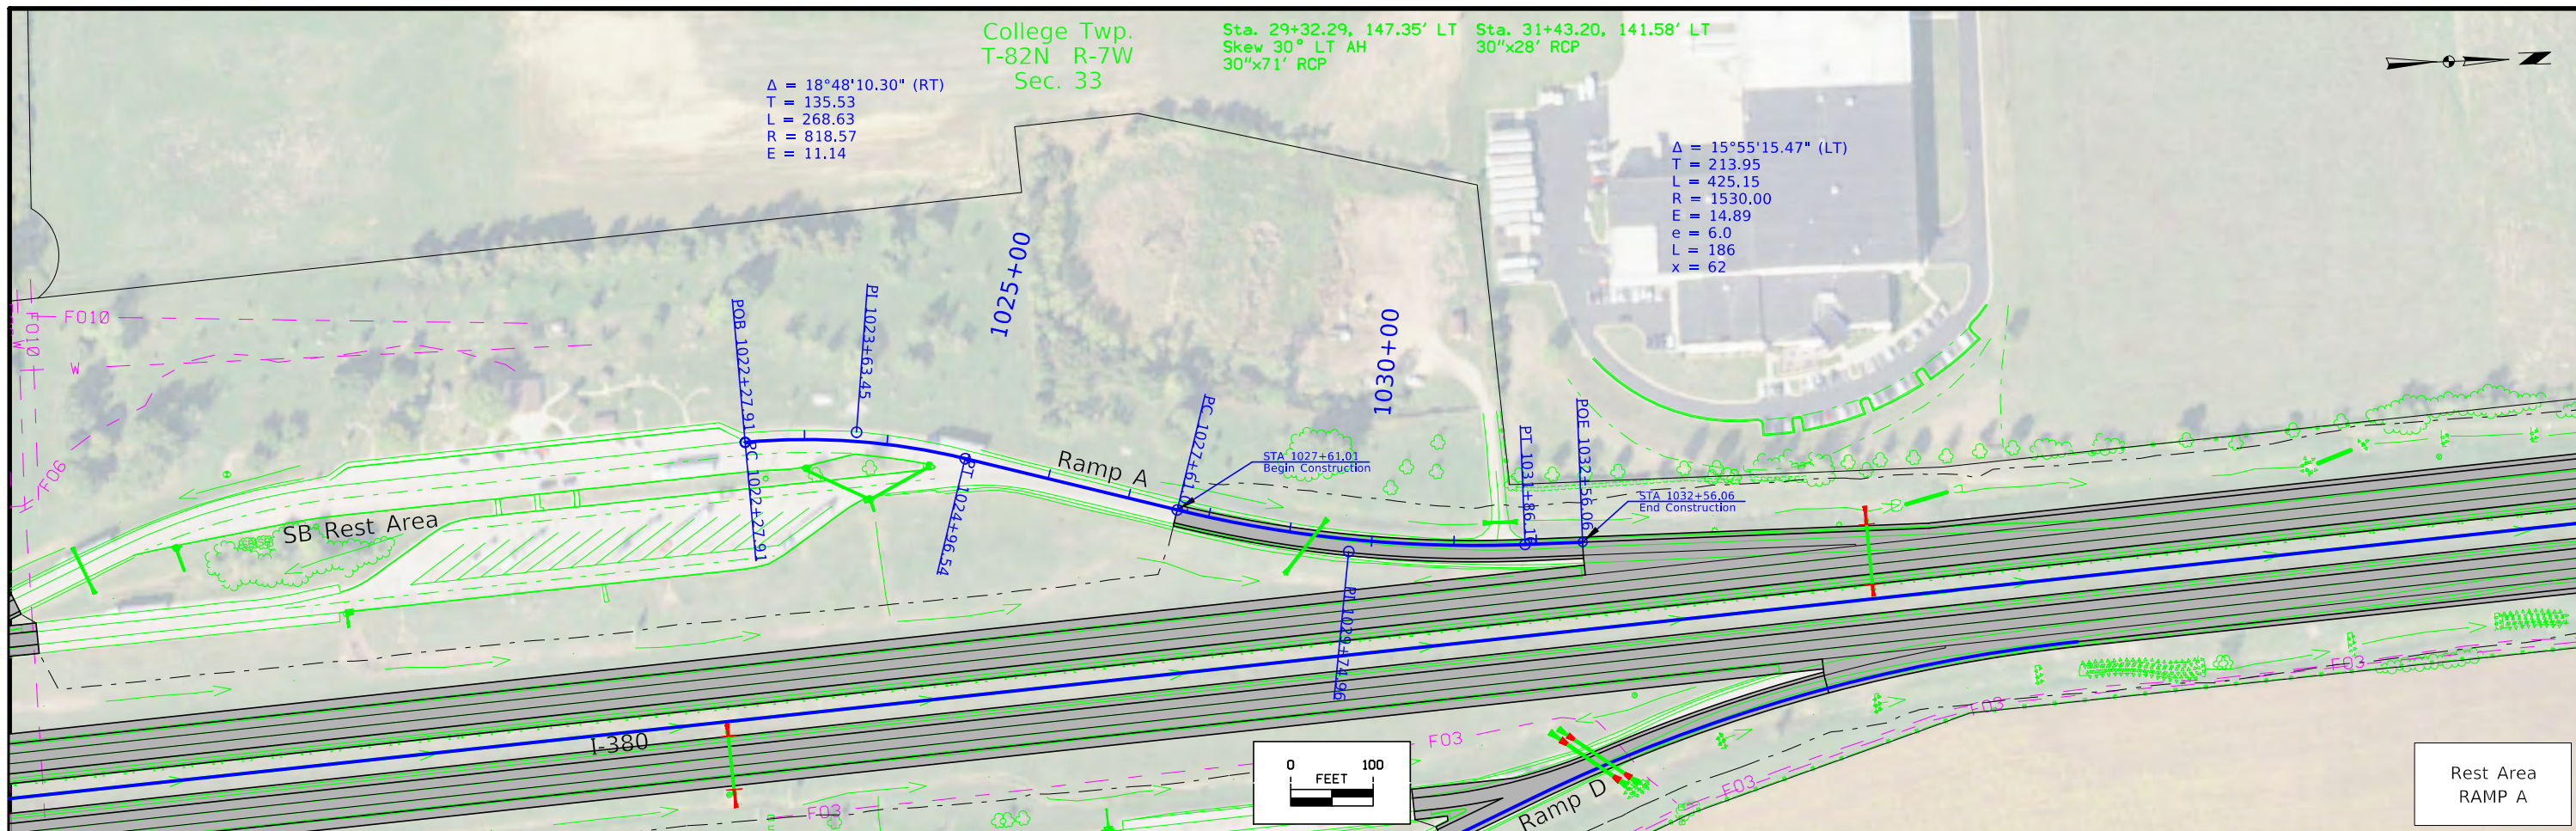 College Twp.
T-82N R-7W
Sec. 33
Sta. 29+32.29, 147.35' LT
Skew 30° LT AH
30"x71' RCP
Sta. 31+43.20, 141.58' LT
30"x28' RCP
Δ = 18°48'10.30" (RT)
T = 135.53
L = 268.63
R = 818.57
E = 11.14
Δ = 15°55'15.47" (LT)
T = 213.95
L = 425.15
R = 1530.00
E = 14.89
e = 6.0
L = 186
x = 62
F010
F010
W
W
F06
POB 1022+27.91
PC 1022+27.91
PI 1023+63.45
PT 1024+96.54
1025+00
Ramp A
PC 1027+61.01
STA 1027+61.01
Begin Construction
1030+00
PI 1029+74.96
PT 1031+86.17
POE 1032+56.06
STA 1032+56.06
End Construction
SB Rest Area
I-380
F03
F03
F03
F03
F03
Ramp D
0 100
FEET
Rest Area
RAMP A